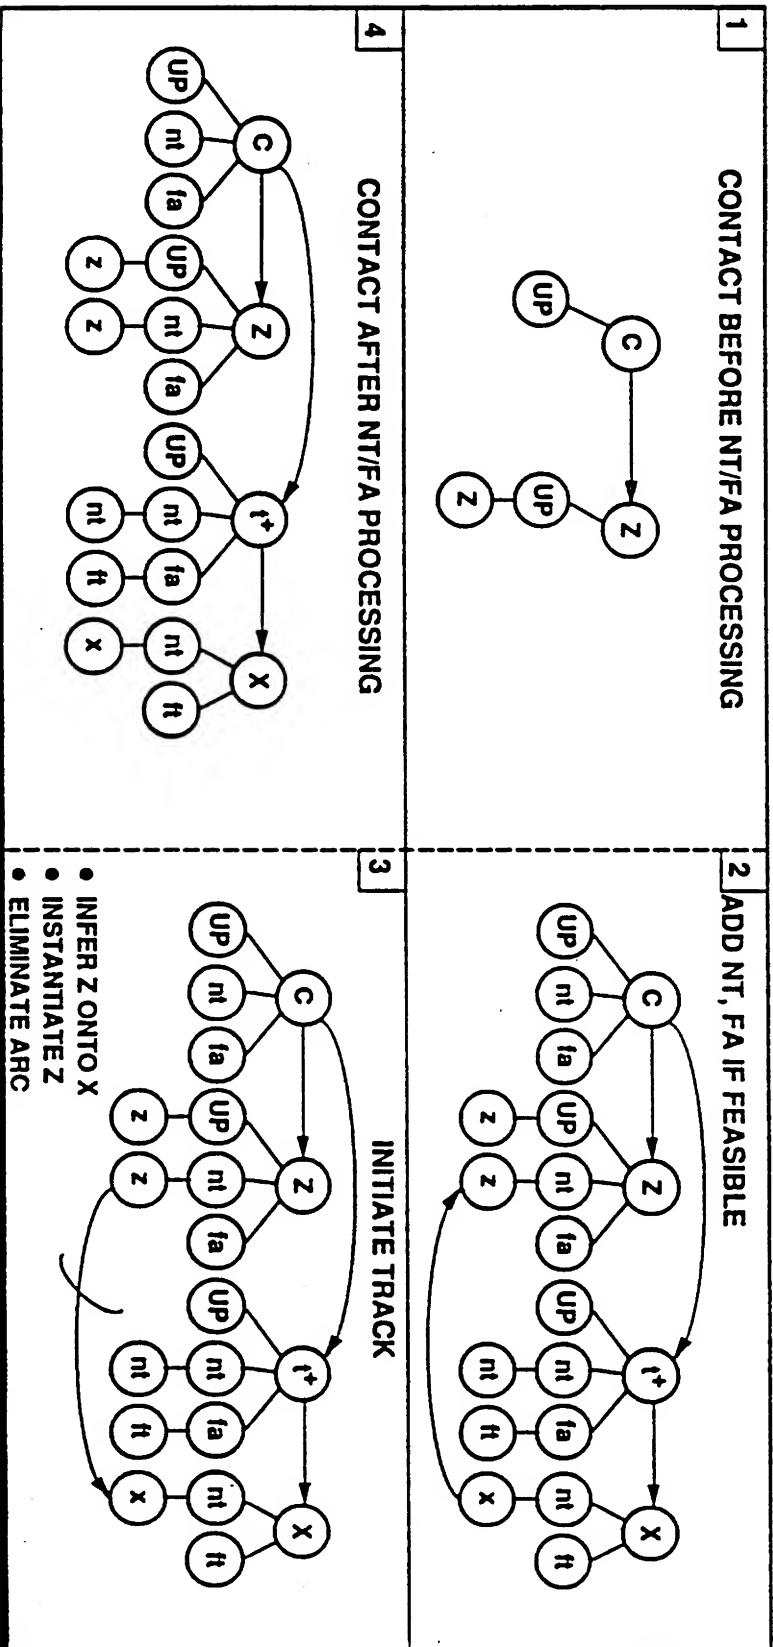 1
CONTACT BEFORE NT/FA PROCESSING
C Z
UP UP
Z
2
ADD NT, FA IF FEASIBLE
C Z t+ X
UP nt fa UP nt fa UP nt fa nt ft
z z nt ft x
3
INITIATE TRACK
C Z t+ X
UP nt fa UP nt fa UP nt fa nt ft
z z nt ft x
• INFER Z ONTO X
• INSTANTIATE Z
• ELIMINATE ARC
4
CONTACT AFTER NT/FA PROCESSING
C Z t+ X
UP nt fa UP nt fa UP nt fa nt ft
z z nt ft x